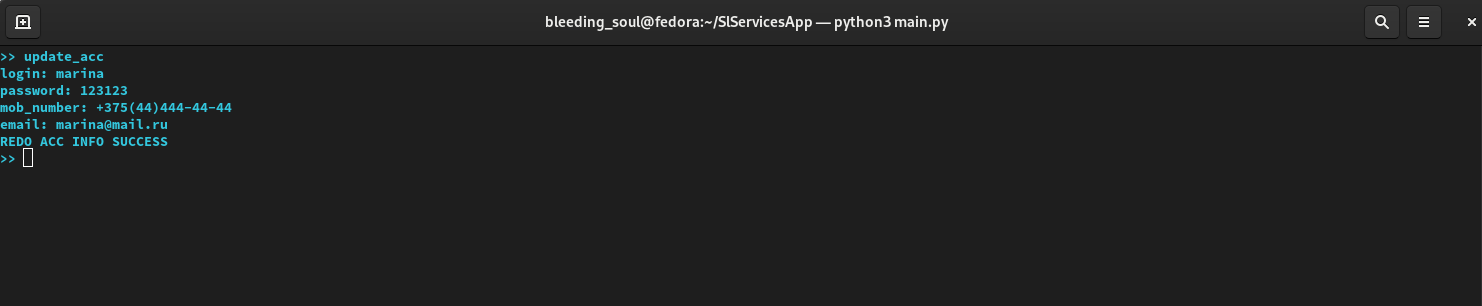 bleeding_soul@fedora:~/SlServicesApp — python3 main.py
>> update_acc
login: marina
password: 123123
mob_number: +375(44)444-44-44
email: marina@mail.ru
REDO ACC INFO SUCCESS
>>